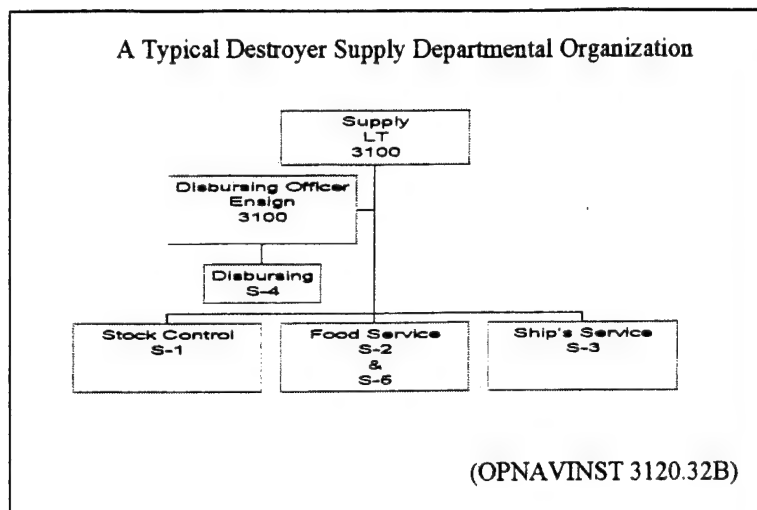 A Typical Destroyer Supply Departmental Organization
Supply
LT
3100
Disbursing Officer
Ensign
3100
Disbursing
S-4
Stock Control
S-1
Food Service
S-2
&
S-5
Ship's Service
S-3
(OPNAVINST 3120.32B)